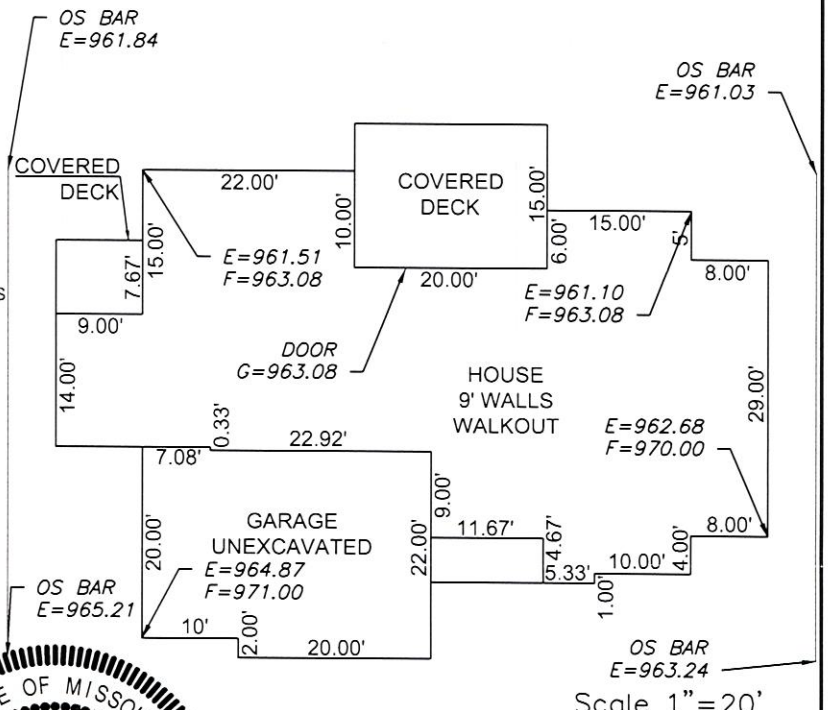 OS BAR
E=961.84
OS BAR
E=961.03
COVERED
DECK
22.00'
COVERED
DECK
10.00'
15.00'
15.00'
7.67'
15.00'
6.00'
5'
E=961.51
F=963.08
20.00'
8.00'
E=961.10
F=963.08
S
9.00'
DOOR
G=963.08
14.00'
HOUSE
9' WALLS
WALKOUT
29.00'
E=962.68
F=970.00
7.08'
0.33'
22.92'
9.00'
11.67'
4.67'
8.00'
20.00'
GARAGE
UNEXCAVATED
22.00'
5.33'
1.00'
10.00'
4.00'
E=964.87
F=971.00
OS BAR
E=965.21
10'
2.00'
20.00'
OS BAR
E=963.24
E OF MISSO
Scale 1"=20'